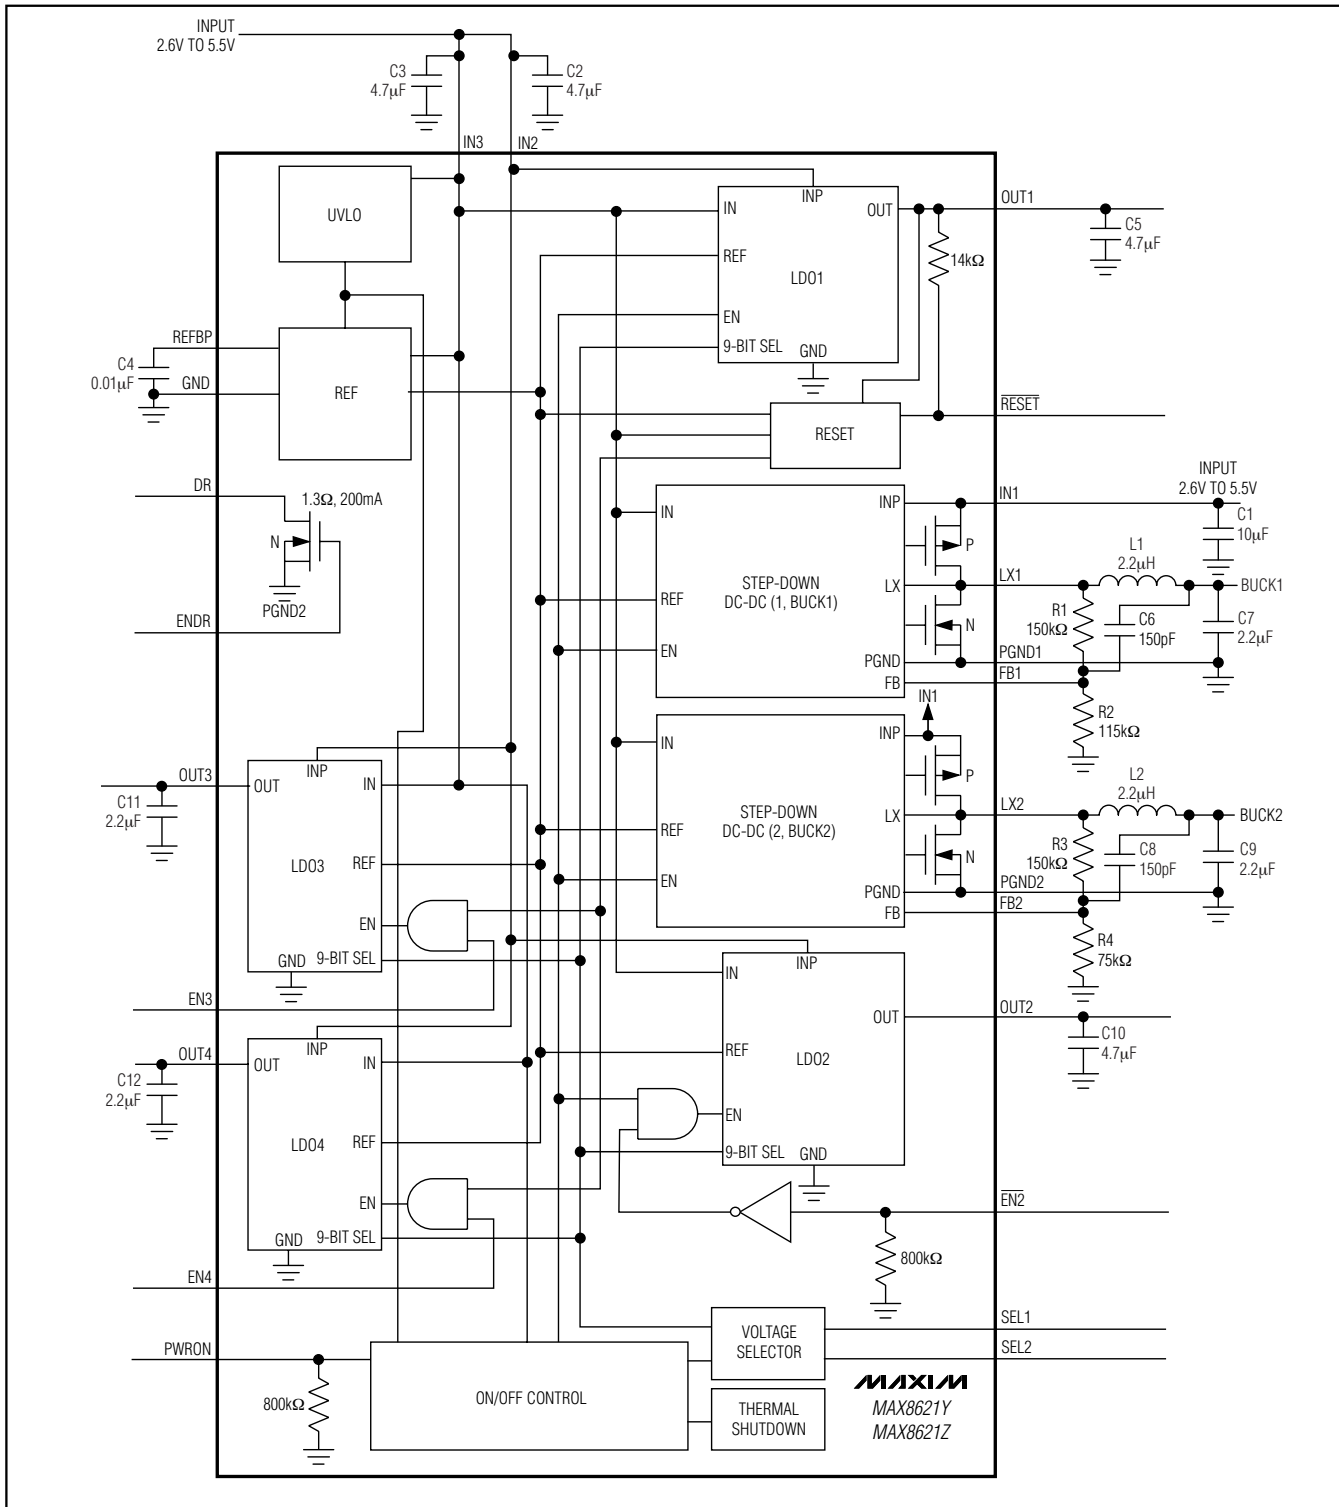 INPUT
2.6V TO 5.5V
C3
4.7µF
C2
4.7µF
IN3
IN2
UVLO
INP
IN
OUT
REF
LDO1
EN
9-BIT SEL
GND
OUT1
C5
4.7µF
14kΩ
REFBP
C4
0.01µF
GND
REF
RESET
RESET
DR
1.3Ω, 200mA
N
PGND2
ENDR
INPUT
2.6V TO 5.5V
IN1
C1
10µF
INP
IN
P
STEP-DOWN
DC-DC (1, BUCK1)
LX
REF
N
EN
PGND
FB
LX1
L1
2.2µH
BUCK1
R1
150kΩ
C6
150pF
C7
2.2µF
PGND1
FB1
R2
115kΩ
IN1
INP
IN
P
STEP-DOWN
DC-DC (2, BUCK2)
LX
REF
N
EN
PGND
FB
LX2
L2
2.2µH
BUCK2
R3
150kΩ
C8
150pF
C9
2.2µF
PGND2
FB2
R4
75kΩ
OUT3
C11
2.2µF
OUT
INP
IN
LDO3
REF
EN
GND
9-BIT SEL
EN3
INP
IN
OUT
REF
LDO2
EN
9-BIT SEL
GND
OUT2
C10
4.7µF
OUT4
C12
2.2µF
OUT
INP
IN
LDO4
REF
EN
GND
9-BIT SEL
EN4
EN2
800kΩ
PWRON
800kΩ
ON/OFF CONTROL
VOLTAGE
SELECTOR
SEL1
SEL2
THERMAL
SHUTDOWN
MAXIM
MAX8621Y
MAX8621Z